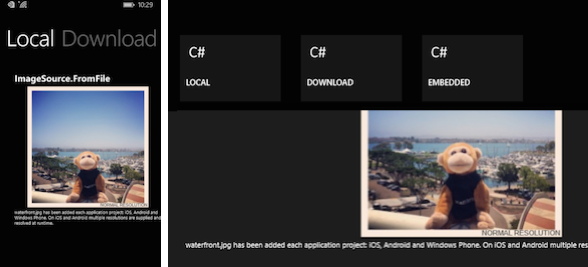 10:29
Local Download
ImageSource.FromFile
NORMAL RESOLUTION
waterfront.jpg has been added each application project: iOS, Android and
Windows Phone. On iOS and Android multiple resolutions are supplied and
resolved at runtime.
C# C# C#
LOCAL DOWNLOAD EMBEDDED
NORMAL RESOLUTION
waterfront.jpg has been added each application project: iOS, Android and Windows Phone. On iOS and Android multiple res